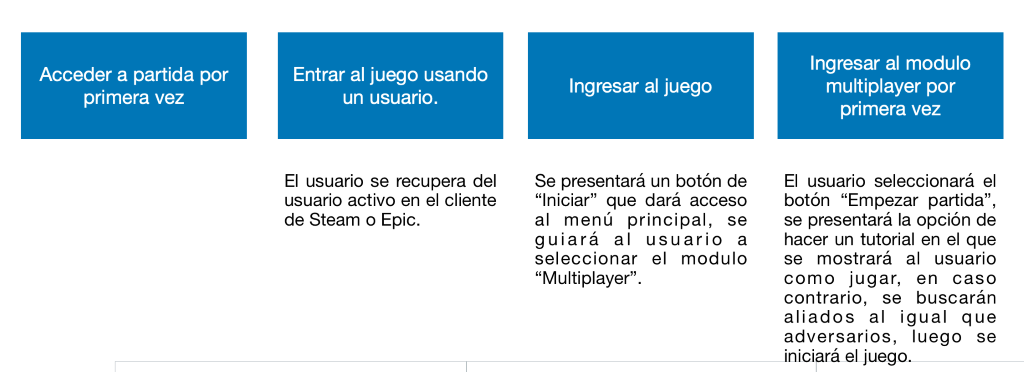 Acceder a partida por
primera vez
Entrar al juego usando
un usuario.
Ingresar al juego
Ingresar al modulo
multiplayer por
primera vez
El usuario se recupera del
usuario activo en el cliente
de Steam o Epic.
Se presentará un botón de
“Iniciar” que dará acceso
al menú principal, se
guiará al usuario a
seleccionar el modulo
“Multiplayer”.
El usuario seleccionará el
botón “Empezar partida”,
se presentará la opción de
hacer un tutorial en el que
se mostrará al usuario
como jugar, en caso
contrario, se buscarán
aliados al igual que
adversarios, luego se
iniciará el juego.